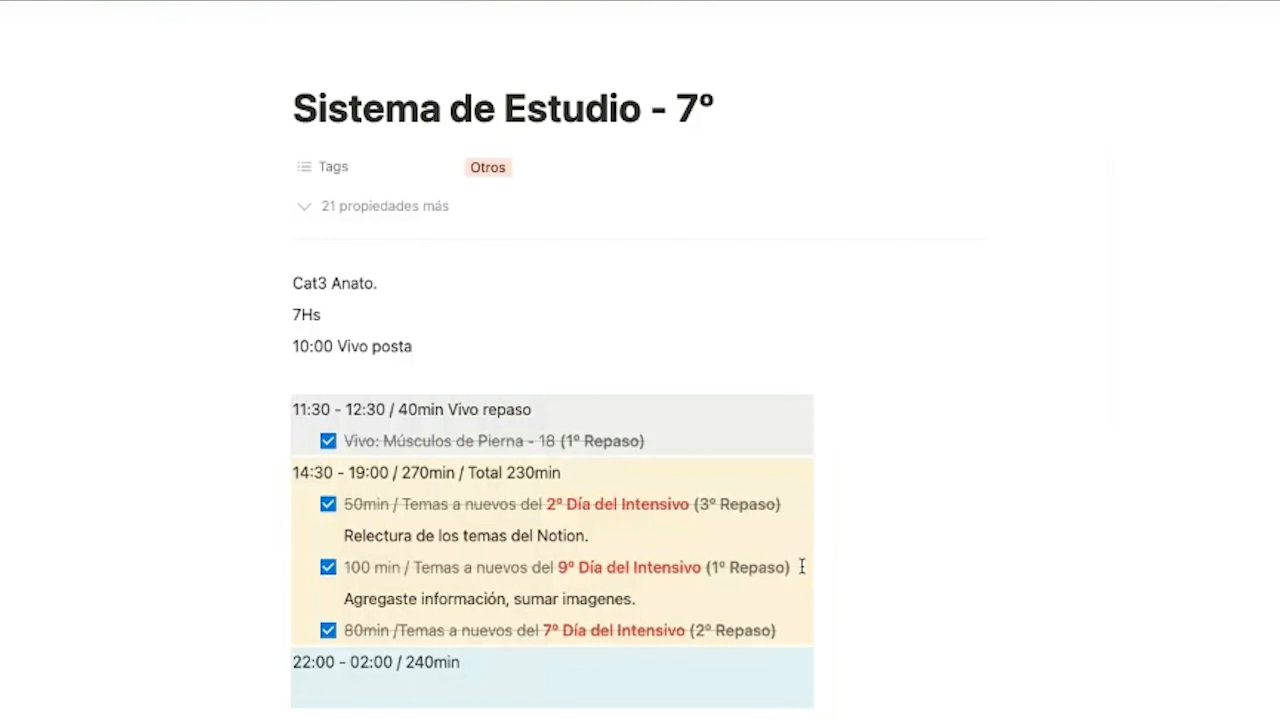 Sistema de Estudio - 7º
Tags
Otros
21 propiedades más
Cat3 Anato.
7Hs
10:00 Vivo posta
11:30 - 12:30 / 40min Vivo repaso
Vivo: Músculos de Pierna - 18 (1º Repaso)
14:30 - 19:00 / 270min / Total 230min
50min / Temas a nuevos del 2º Día del Intensivo (3º Repaso)
Relectura de los temas del Notion.
100 min / Temas a nuevos del 9º Día del Intensivo (1º Repaso)
Agregaste información, sumar imagenes.
80min /Temas a nuevos del 7º Día del Intensivo (2º Repaso)
22:00 - 02:00 / 240min